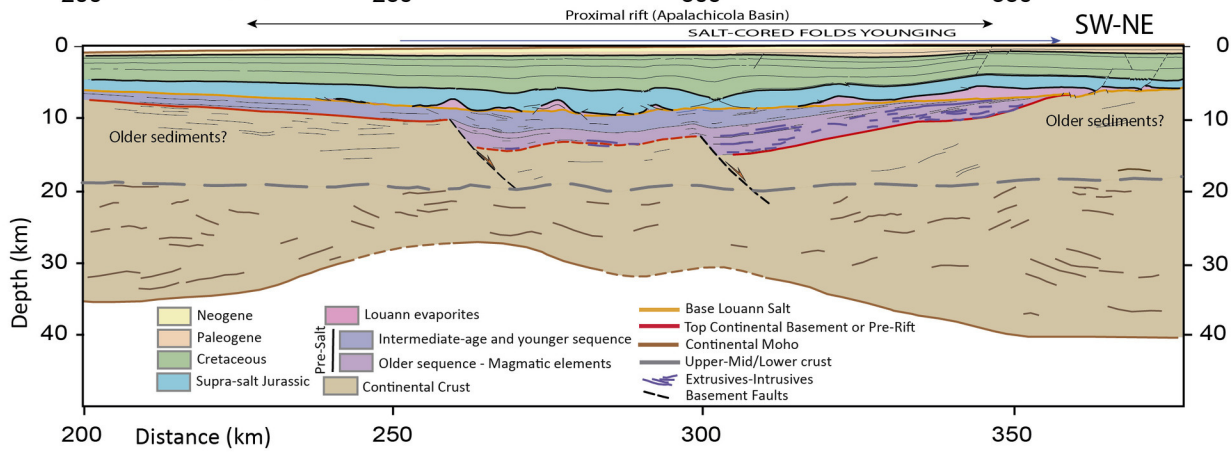 Proximal rift (Apalachicola Basin)
SW-NE
SALT-CORED FOLDS YOUNGING
0 0
10 10
Older sediments? Older sediments?
20 20
30 30
40 40
Depth (km)
Neogene
Paleogene
Cretaceous
Supra-salt Jurassic
Louann evaporites
Pre-Salt
Intermediate-age and younger sequence
Older sequence - Magmatic elements
Continental Crust
Base Louann Salt
Top Continental Basement or Pre-Rift
Continental Moho
Upper-Mid/Lower crust
Extrusives-Intrusives
Basement Faults
200 250 300 350
Distance (km)